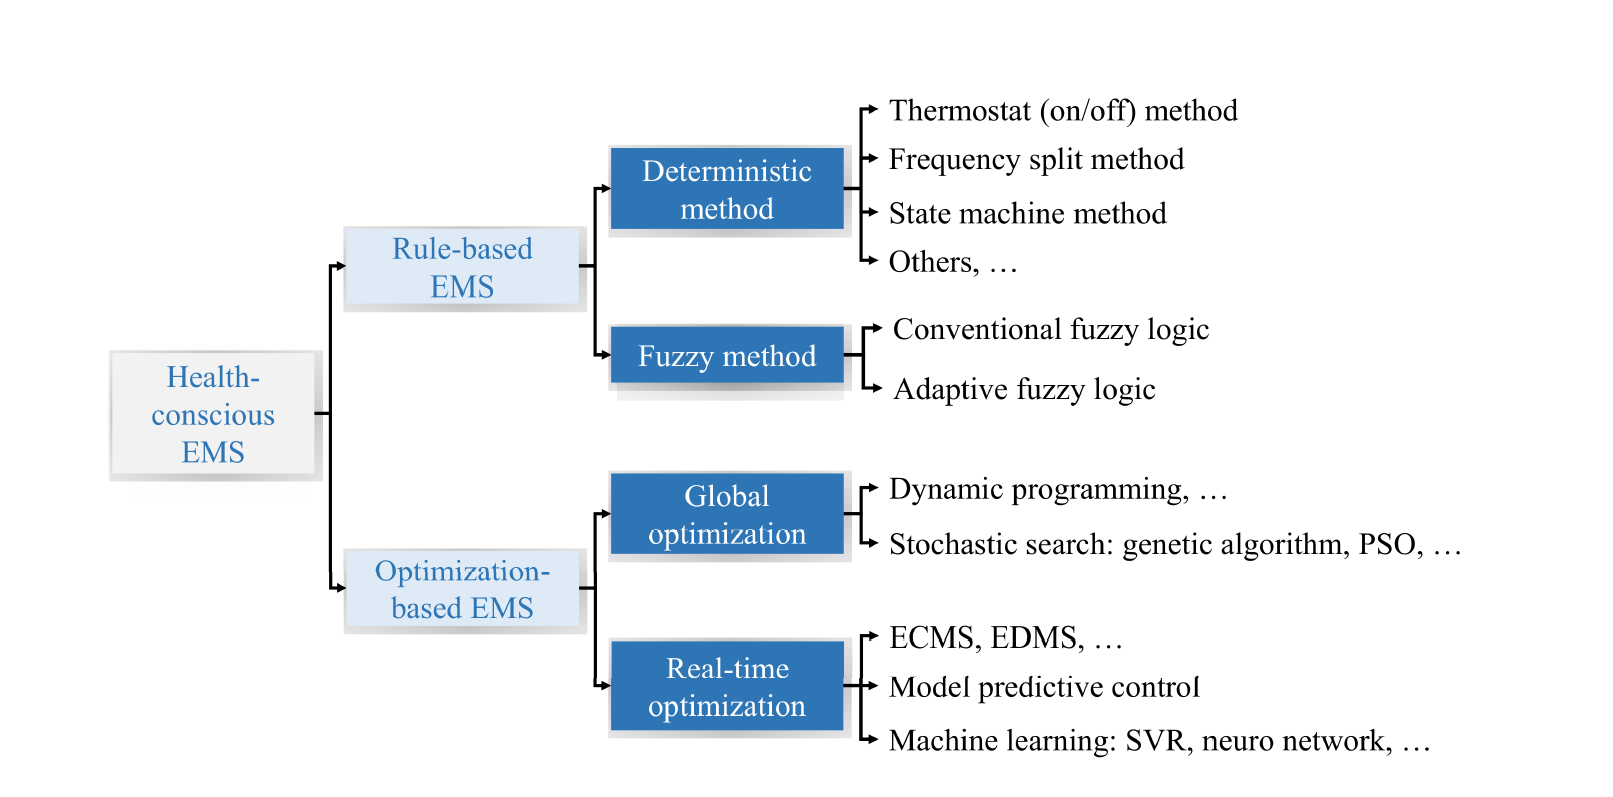 Health-
conscious
EMS
Rule-based
EMS
Optimization-
based EMS
Deterministic
method
Fuzzy method
Global
optimization
Real-time
optimization
Thermostat (on/off) method
Frequency split method
State machine method
Others, …
Conventional fuzzy logic
Adaptive fuzzy logic
Dynamic programming, …
Stochastic search: genetic algorithm, PSO, …
ECMS, EDMS, …
Model predictive control
Machine learning: SVR, neuro network, …